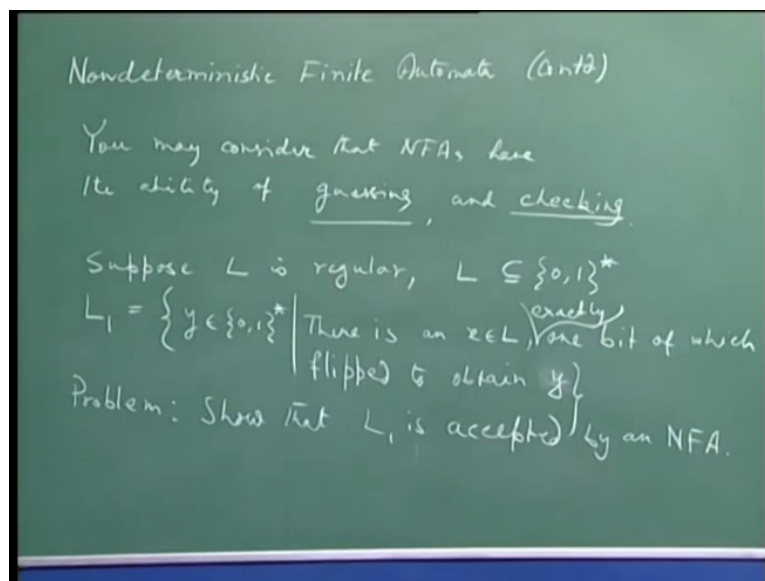 Nondeterministic Finite Automata (Contd)
You may consider that NFAs have
the ability of guessing, and checking.
Suppose L is regular, L ⊆ {0,1}*
L₁ = { y ∈ {0,1}* | There is an x∈L, exactly one bit of which
flipped to obtain y}
Problem: Show that L₁ is accepted by an NFA.